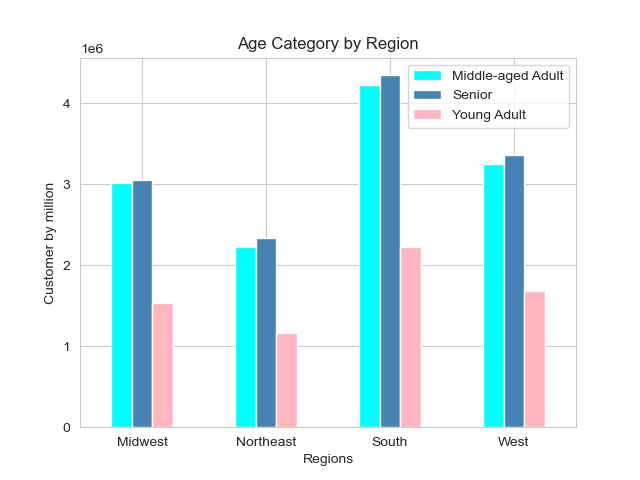 Age Category by Region
1e6
Middle-aged Adult
Senior
Young Adult
4
3
2
1
0
Customer by million
Midwest Northeast South West
Regions